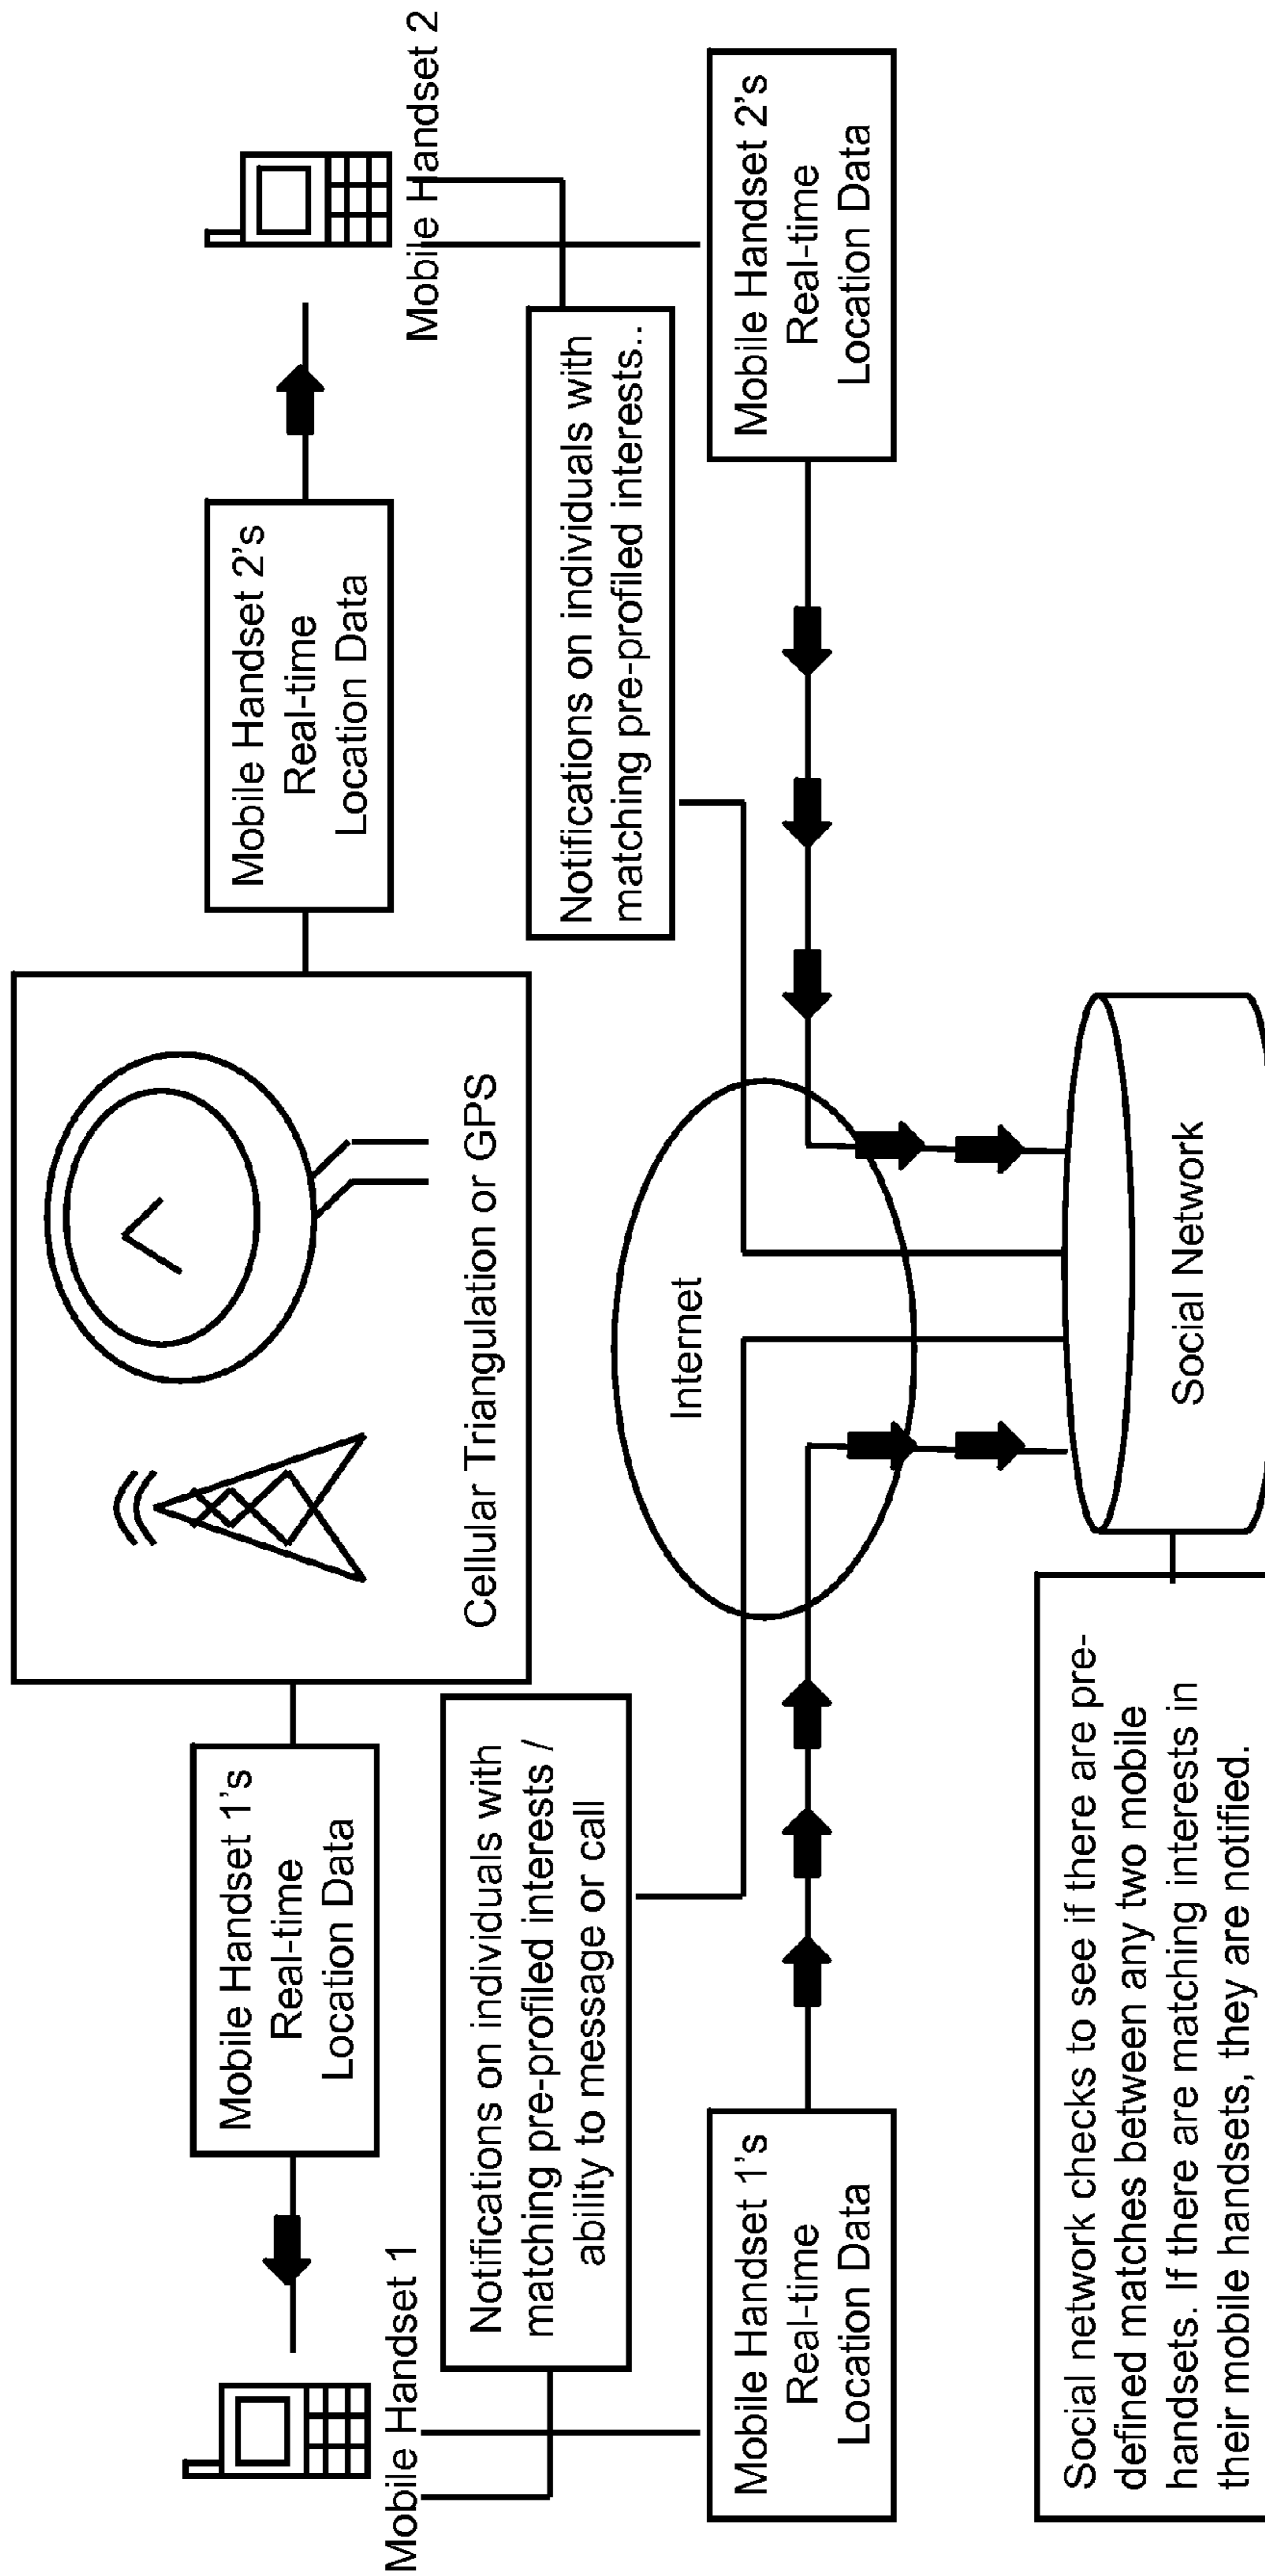 Mobile Handset 1
Mobile Handset 1's
Real-time
Location Data
Cellular Triangulation or GPS
Mobile Handset 2's
Real-time
Location Data
Mobile Handset 2
Notifications on individuals with
matching pre-profiled interests /
ability to message or call
Notifications on individuals with
matching pre-profiled interests..
Internet
Mobile Handset 1's
Real-time
Location Data
Mobile Handset 2's
Real-time
Location Data
Social network checks to see if there are pre-
defined matches between any two mobile
handsets. If there are matching interests in
their mobile handsets, they are notified.
Social Network